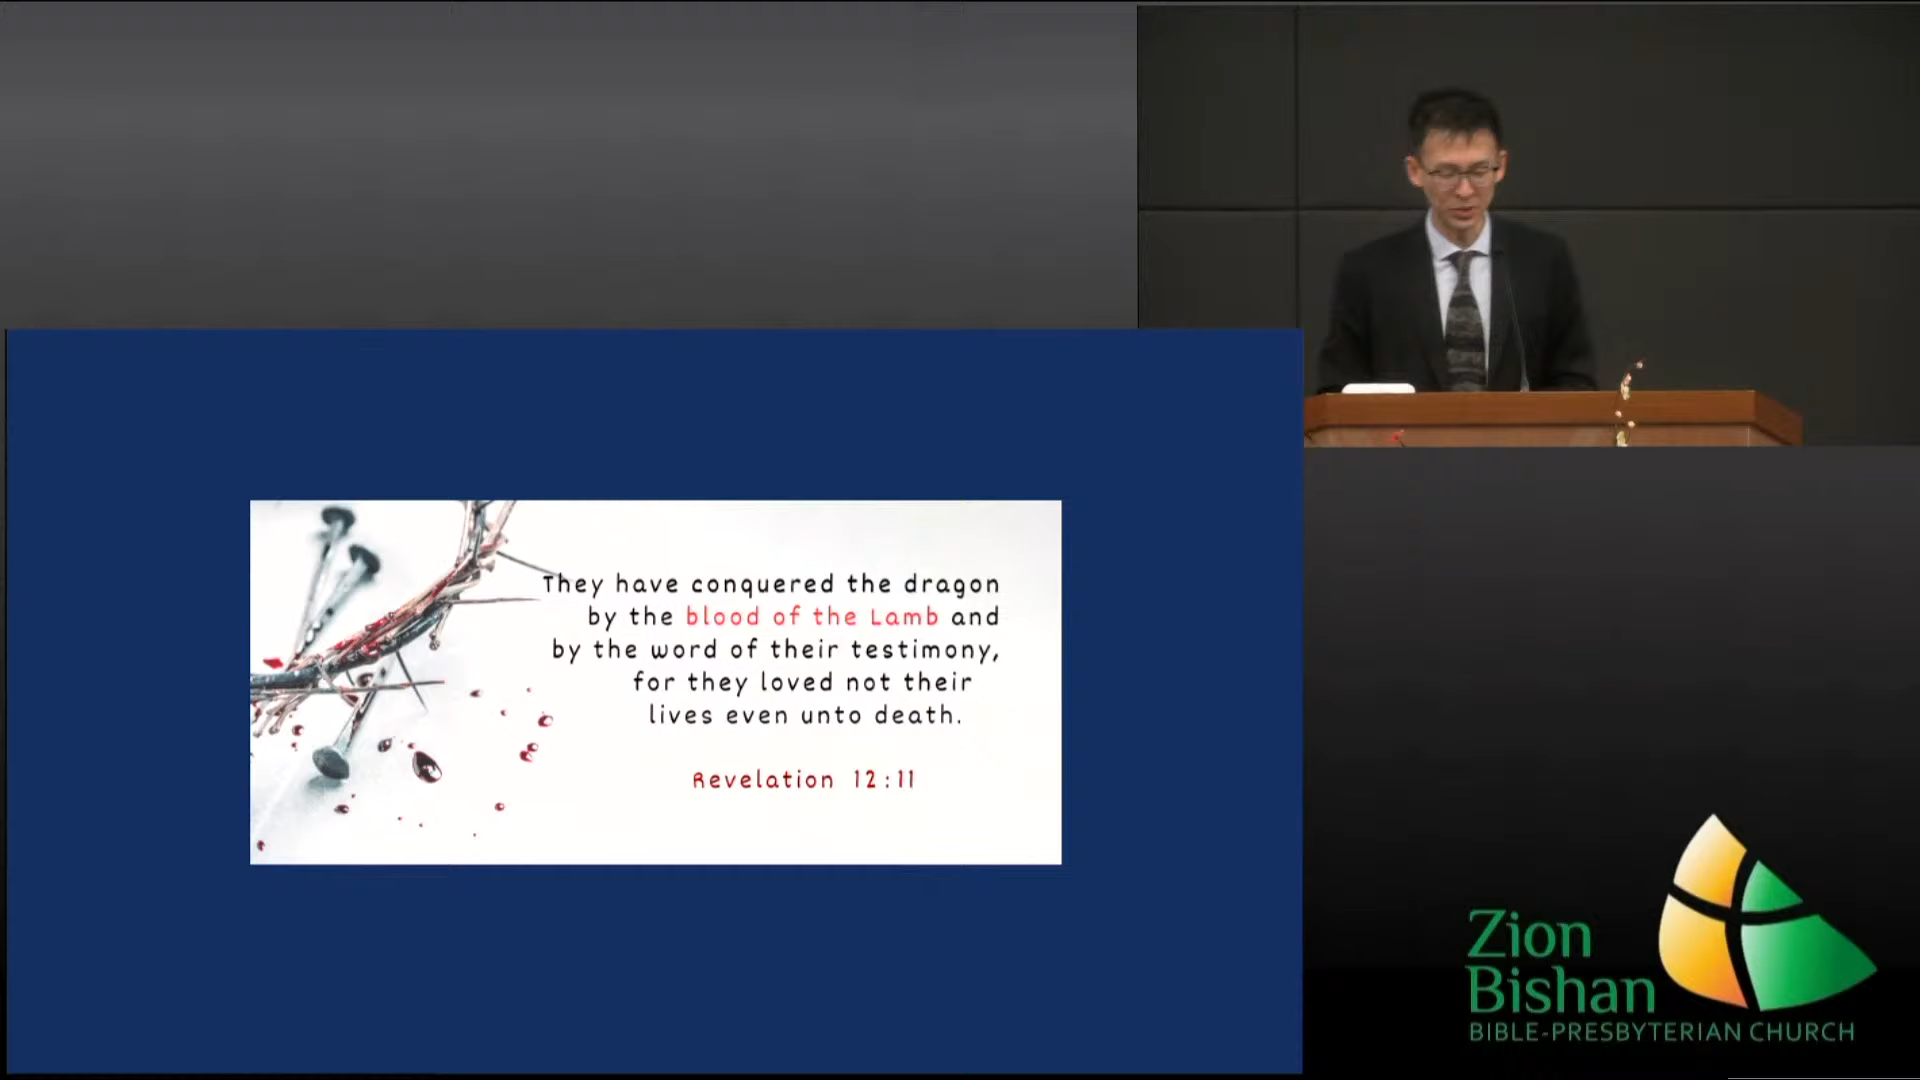 They have conquered the dragon
by the blood of the Lamb and
by the word of their testimony,
for they loved not their
lives even unto death.
Revelation 12:11
Zion
Bishan
BIBLE-PRESBYTERIAN CHURCH